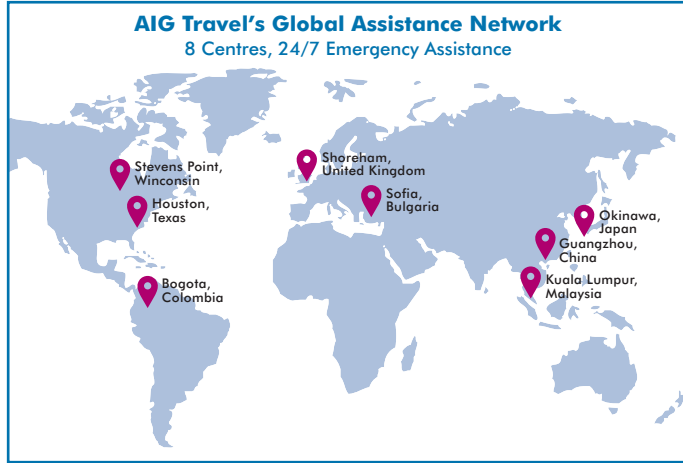 AIG Travel’s Global Assistance Network
8 Centres, 24/7 Emergency Assistance
Stevens Point,
Winconsin
Houston,
Texas
Bogota,
Colombia
Shoreham,
United Kingdom
Sofia,
Bulgaria
Okinawa,
Japan
Guangzhou,
China
Kuala Lumpur,
Malaysia